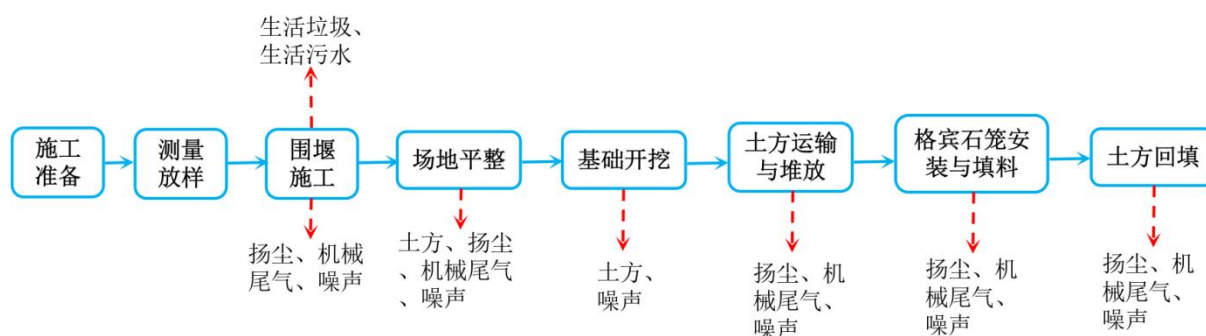 生活垃圾、
生活污水
施工
准备
测量
放样
围堰
施工
场地平整
基础开挖
土方运输
与堆放
格宾石笼安
装与填料
土方回填
扬尘、机械
尾气、噪声
土方、扬尘
、机械尾气
、噪声
土方、
噪声
扬尘、机
械尾气、
噪声
扬尘、机
械尾气、
噪声
扬尘、机
械尾气、
噪声